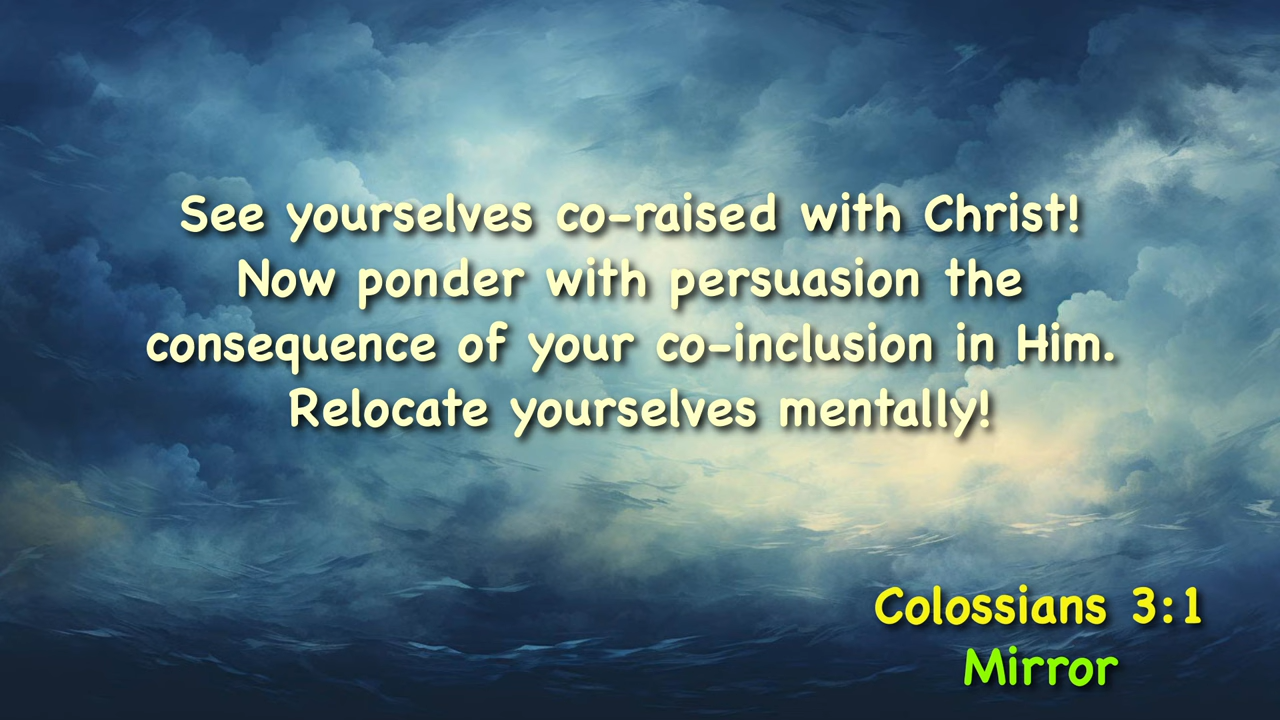 See yourselves co-raised with Christ!
Now ponder with persuasion the
consequence of your co-inclusion in Him.
Relocate yourselves mentally!
Colossians 3:1
Mirror